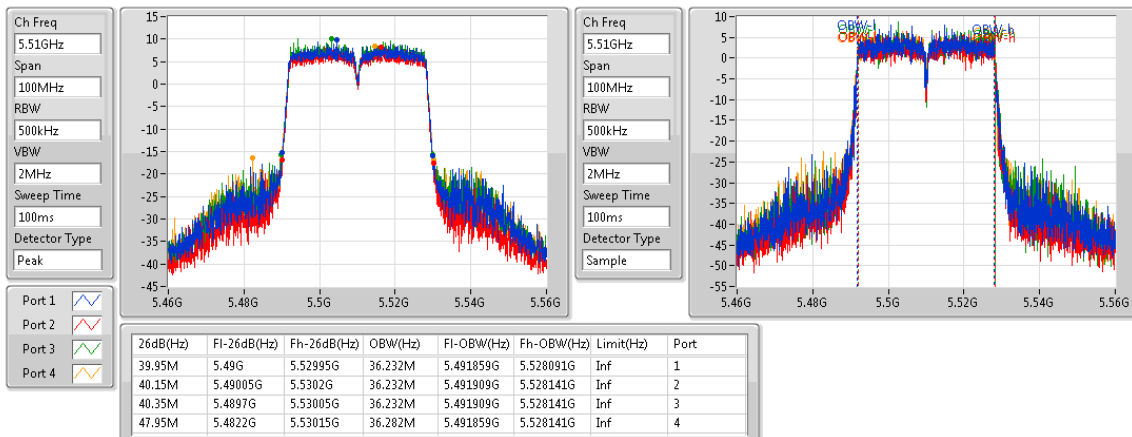 Ch Freq
5.51GHz
Span
100MHz
RBW
500kHz
VBW
2MHz
Sweep Time
100ms
Detector Type
Peak
15
10
5
0
-5
-10
-15
-20
-25
-30
-35
-40
-45
5.46G 5.48G 5.5G 5.52G 5.54G 5.56G
Ch Freq
5.51GHz
Span
100MHz
RBW
500kHz
VBW
2MHz
Sweep Time
100ms
Detector Type
Sample
10
5
0
-5
-10
-15
-20
-25
-30
-35
-40
-45
-50
-55
5.46G 5.48G 5.5G 5.52G 5.54G 5.56G
Port 1
Port 2
Port 3
Port 4
26dB(Hz) Fl-26dB(Hz) Fh-26dB(Hz) OBW(Hz) Fl-OBW(Hz) Fh-OBW(Hz) Limit(Hz) Port
39.95M 5.49G 5.52995G 36.232M 5.491859G 5.528091G Inf 1
40.15M 5.49005G 5.5302G 36.232M 5.491909G 5.528141G Inf 2
40.35M 5.4897G 5.53005G 36.232M 5.491909G 5.528141G Inf 3
47.95M 5.4822G 5.53015G 36.282M 5.491859G 5.528141G Inf 4